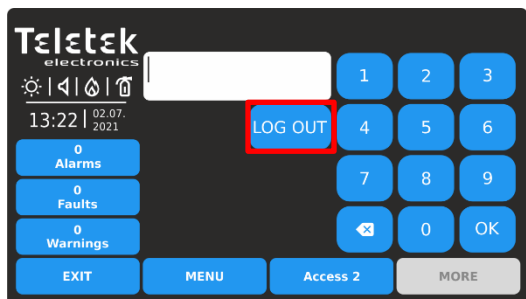 Teletek
electronics
1 2 3
13:22 02.07.
2021
LOG OUT 4 5 6
0
Alarms
7 8 9
0
Faults
0
Warnings
0 OK
EXIT MENU Access 2 MORE